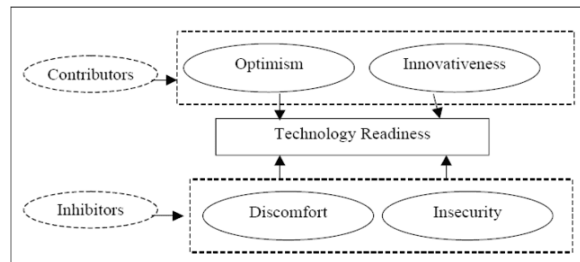 Optimism
Innovativeness
Contributors
Technology Readiness
Discomfort
Insecurity
Inhibitors